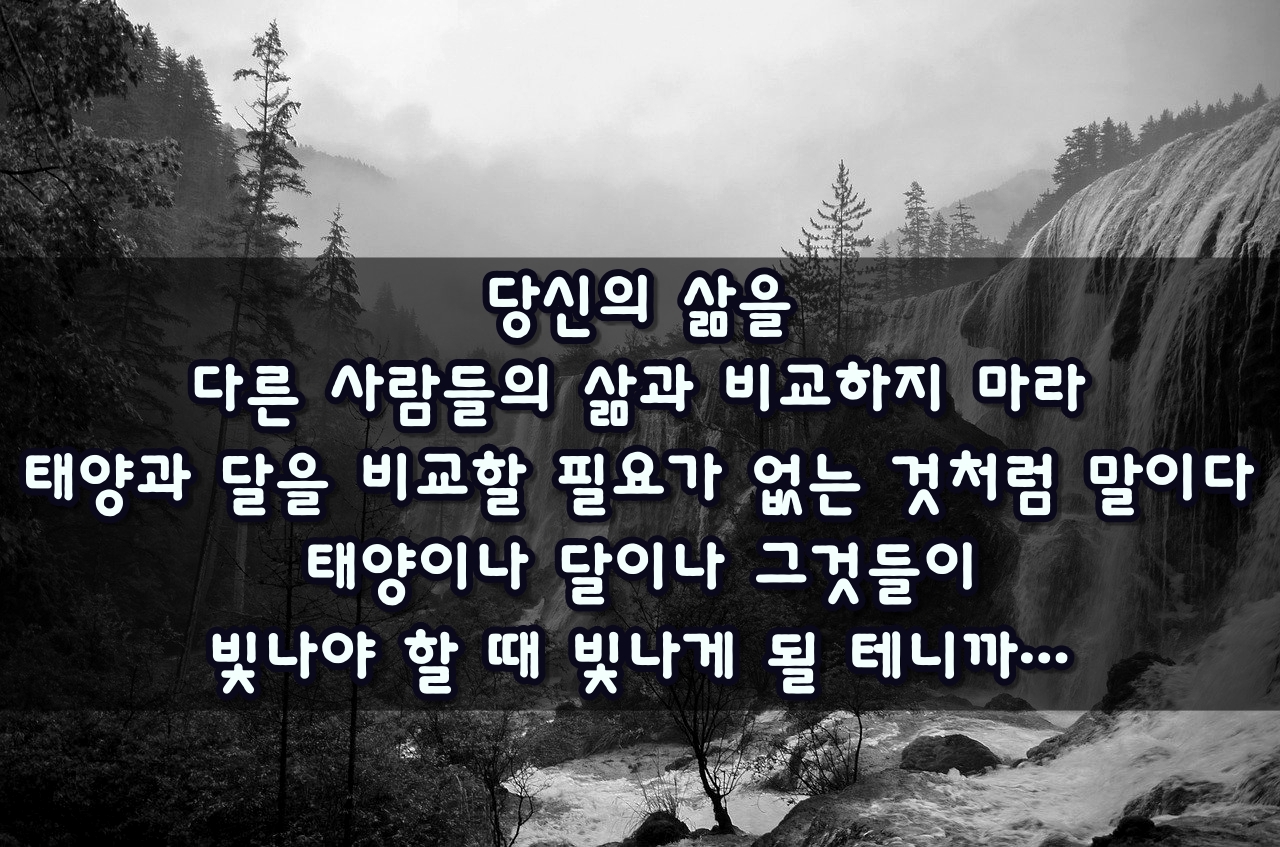 당신의 삶을
다른 사람들의 삶과 비교하지 마라
태양과 달을 비교할 필요가 없는 것처럼 말이다
태양이나 달이나 그것들이
빛나야 할 때 빛나게 될 테니까...